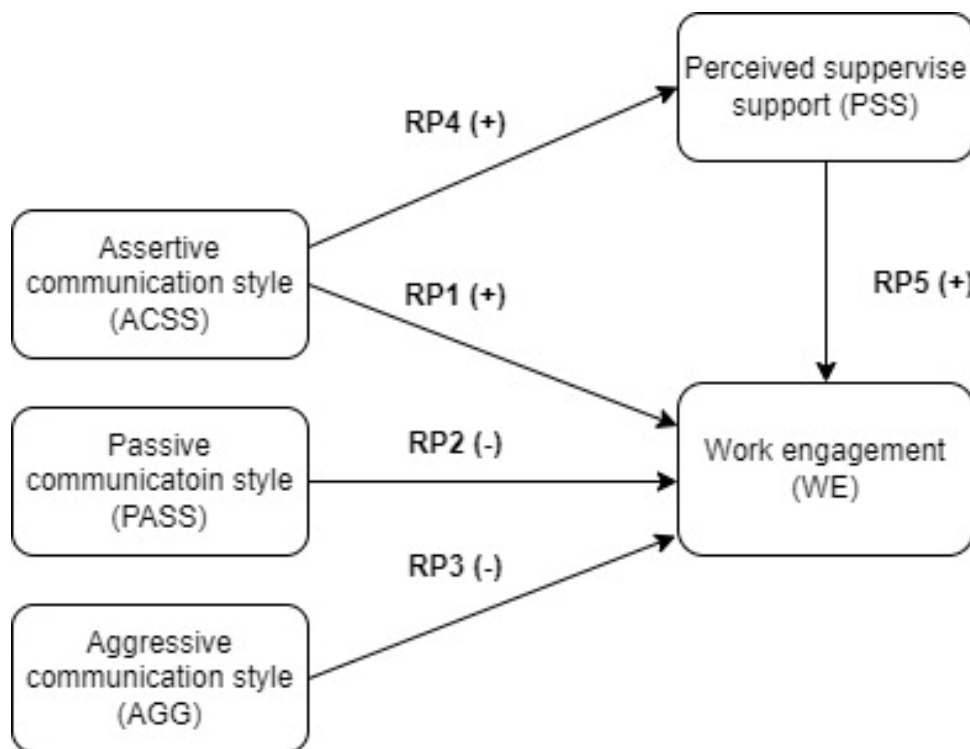 Perceived suppervise
support (PSS)
RP4 (+)
Assertive
communication style
(ACSS)
RP1 (+)
RP5 (+)
Passive
communicatoin style
(PASS)
RP2 (-)
Work engagement
(WE)
RP3 (-)
Aggressive
communication style
(AGG)